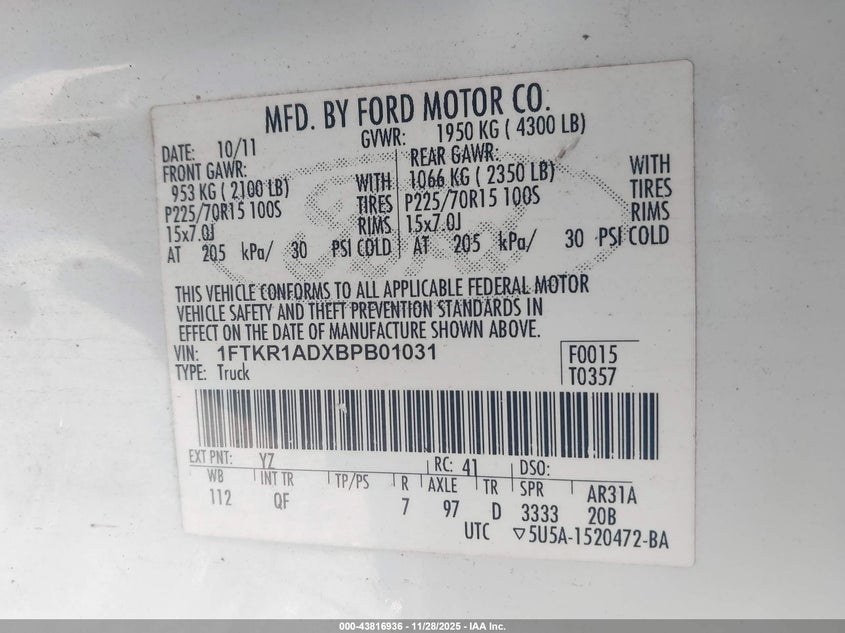 MFD. BY FORD MOTOR CO.
DATE: 10/11 GVWR: 1950 KG ( 4300 LB)
FRONT GAWR: REAR GAWR:
953 KG ( 2100 LB) WITH 1066 KG ( 2350 LB) WITH
P225/70R15 100S TIRES P225/70R15 100S TIRES
15x7.0J RIMS 15x7.0J RIMS
AT 205 kPa/ 30 PSI COLD AT 205 kPa/ 30 PSI COLD
THIS VEHICLE CONFORMS TO ALL APPLICABLE FEDERAL MOTOR
VEHICLE SAFETY AND THEFT PREVENTION STANDARDS IN
EFFECT ON THE DATE OF MANUFACTURE SHOWN ABOVE.
VIN: 1FTKR1ADXBPB01031 F0015
TYPE: Truck T0357
EXT PNT: YZ RC: 41 DSO:
WB INT TR TP/PS R AXLE TR SPR AR31A
112 QF 7 97 D 3333 20B
UTC ▽5U5A-1520472-BA
000-43816936 - 11/28/2025 - IAA Inc.